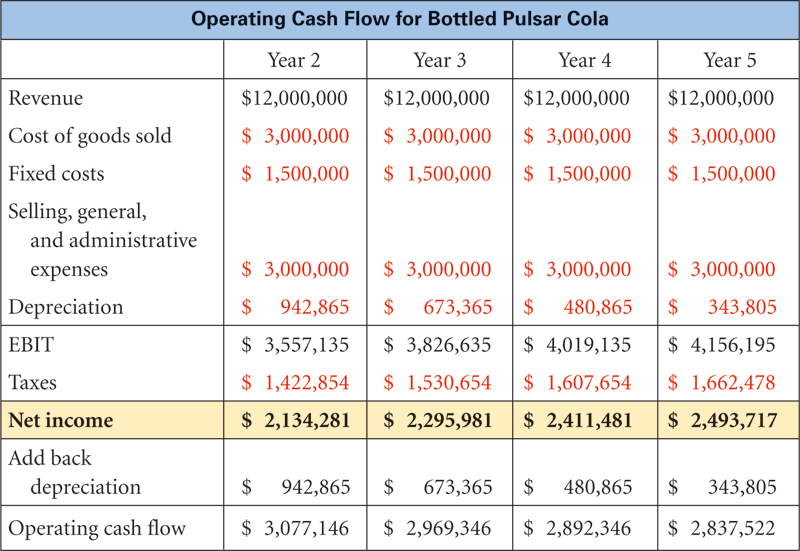 Operating Cash Flow for Bottled Pulsar Cola
Year 2 Year 3 Year 4 Year 5
Revenue $12,000,000 $12,000,000 $12,000,000 $12,000,000
Cost of goods sold $ 3,000,000 $ 3,000,000 $ 3,000,000 $ 3,000,000
Fixed costs $ 1,500,000 $ 1,500,000 $ 1,500,000 $ 1,500,000
Selling, general,
and administrative
expenses $ 3,000,000 $ 3,000,000 $ 3,000,000 $ 3,000,000
Depreciation $ 942,865 $ 673,365 $ 480,865 $ 343,805
EBIT $ 3,557,135 $ 3,826,635 $ 4,019,135 $ 4,156,195
Taxes $ 1,422,854 $ 1,530,654 $ 1,607,654 $ 1,662,478
Net income $ 2,134,281 $ 2,295,981 $ 2,411,481 $ 2,493,717
Add back
depreciation $ 942,865 $ 673,365 $ 480,865 $ 343,805
Operating cash flow $ 3,077,146 $ 2,969,346 $ 2,892,346 $ 2,837,522